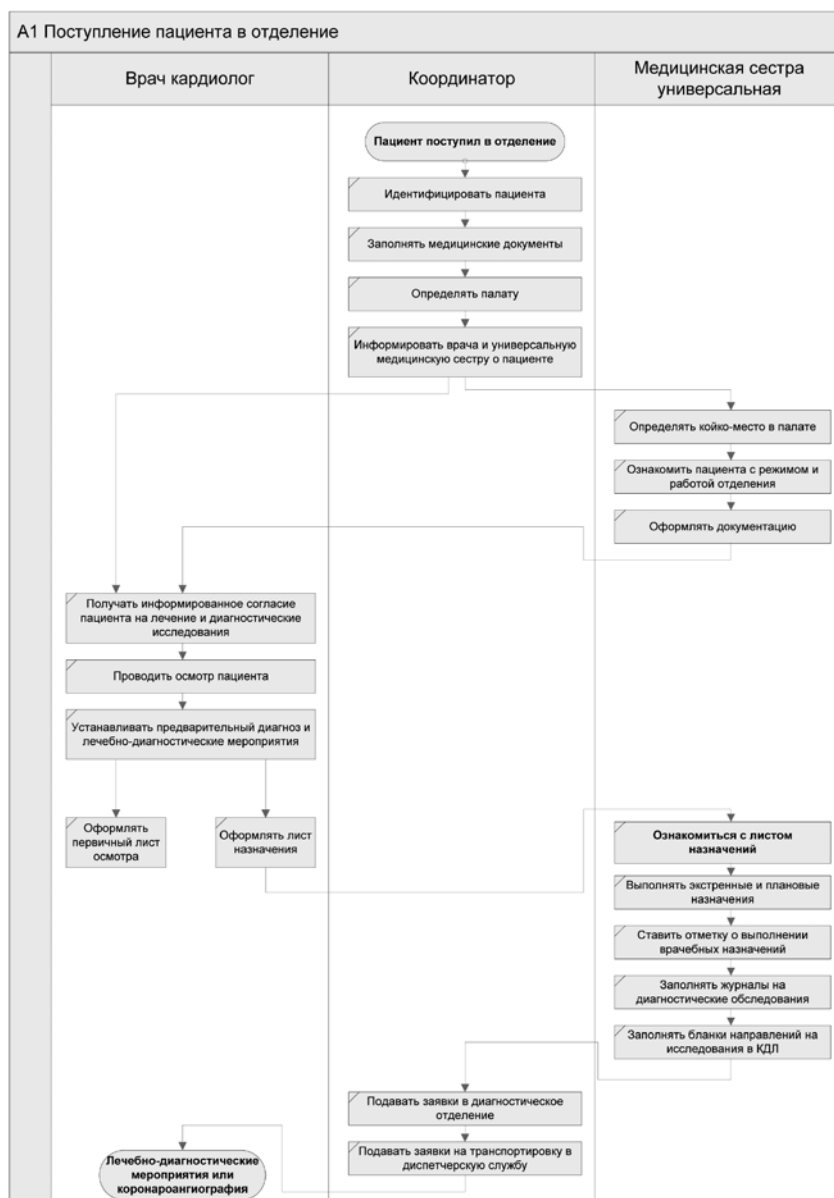 А1 Поступление пациента в отделение
Врач кардиолог
Координатор
Медицинская сестра
универсальная
Пациент поступил в отделение
Идентифицировать пациента
Заполнять медицинские документы
Определять палату
Информировать врача и универсальную
медицинскую сестру о пациенте
Определять койко-место в палате
Ознакомить пациента с режимом и
работой отделения
Оформлять документацию
Получать информированное согласие
пациента на лечение и диагностические
исследования
Проводить осмотр пациента
Устанавливать предварительный диагноз и
лечебно-диагностические мероприятия
Оформлять
первичный лист
осмотра
Оформлять лист
назначения
Ознакомиться с листом
назначений
Выполнять экстренные и плановые
назначения
Ставить отметку о выполнении
врачебных назначений
Заполнять журналы на
диагностические обследования
Заполнять бланки направлений на
исследования в КДЛ
Подавать заявки в диагностическое
отделение
Подавать заявки на транспортировку в
диспетчерскую службу
Лечебно-диагностические
мероприятия или
коронароангиография